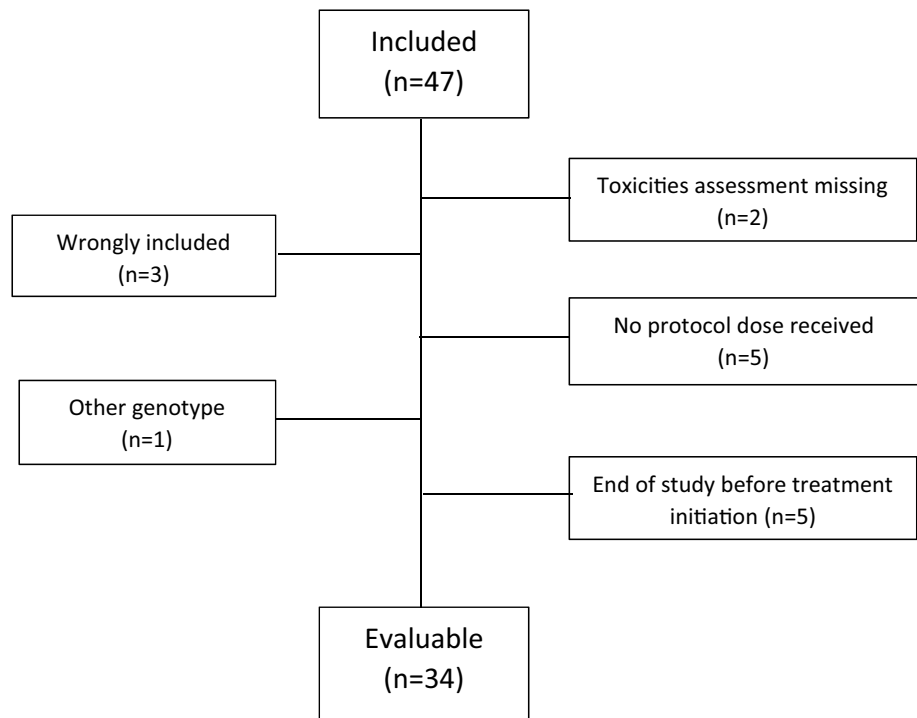 Included
(n=47)
Toxicities assessment missing
(n=2)
Wrongly included
(n=3)
No protocol dose received
(n=5)
Other genotype
(n=1)
End of study before treatment
initiation (n=5)
Evaluable
(n=34)